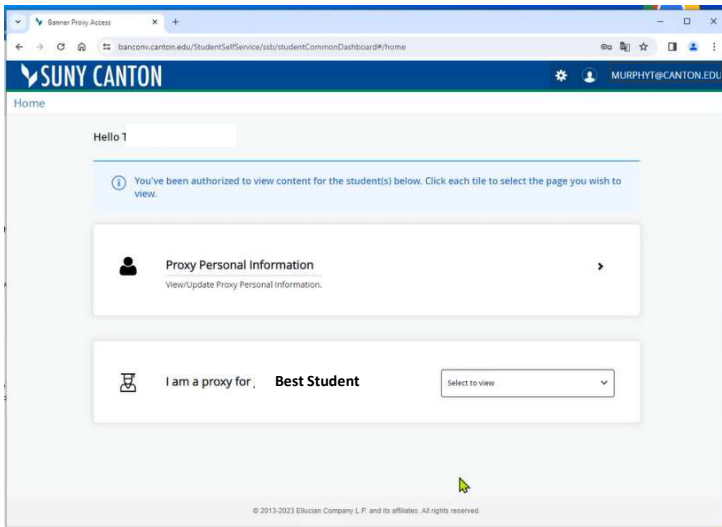 Banner Proxy Access
banconv.canton.edu/StudentSelfService/ssb/studentCommonDashboard#/home
SUNY CANTON
MURPHYT@CANTON.EDU
Home
Hello T
You've been authorized to view content for the student(s) below. Click each tile to select the page you wish to
view.
Proxy Personal Information
View/Update Proxy Personal Information.
I am a proxy for Best Student
Select to view
© 2013-2023 Ellucian Company L.P. and its affiliates. All rights reserved.